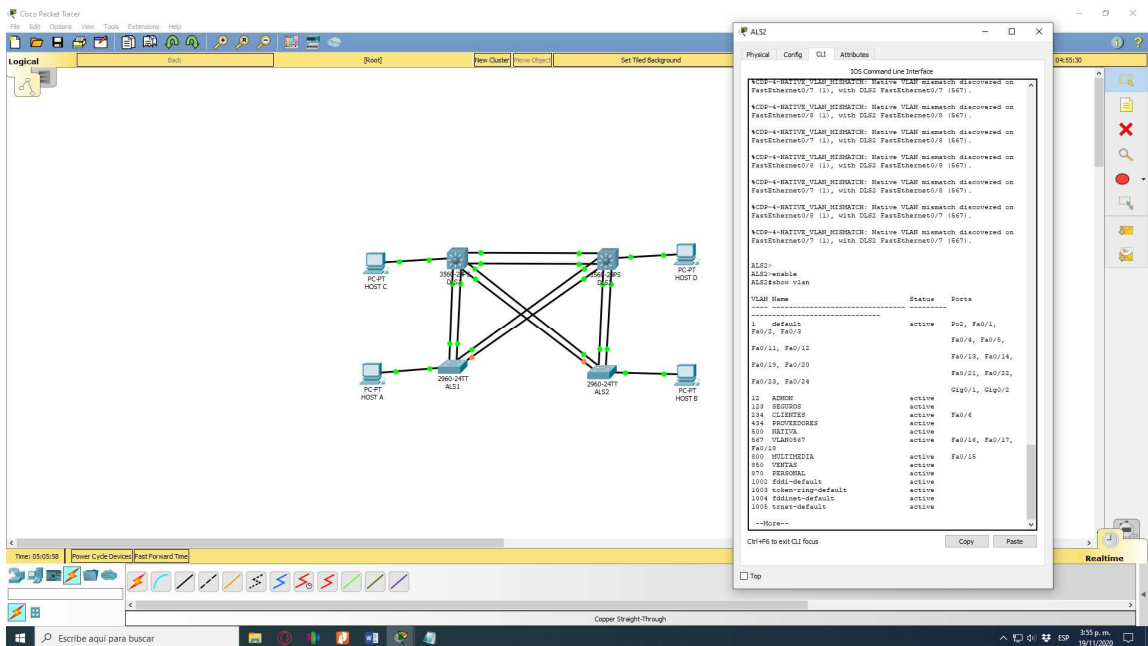 Cisco Packet Tracer
File Edit Options View Tools Extensions Help
Logical
Back
[Root]
New Cluster
Move Object
Set Tiled Background
04:55:30
PC-PT
HOST C
PC-PT
HOST D
PC-PT
HOST A
2960-24TT
ALS1
2960-24TT
ALS2
PC-PT
HOST B
ALS2
Physical Config CLI Attributes
IOS Command Line Interface
%CDP-4-NATIVE_VLAN_MISMATCH: Native VLAN mismatch discovered on
FastEthernet0/7 (1), with DLS2 FastEthernet0/7 (567).
%CDP-4-NATIVE_VLAN_MISMATCH: Native VLAN mismatch discovered on
FastEthernet0/8 (1), with DLS2 FastEthernet0/8 (567).
%CDP-4-NATIVE_VLAN_MISMATCH: Native VLAN mismatch discovered on
FastEthernet0/7 (1), with DLS2 FastEthernet0/8 (567).
%CDP-4-NATIVE_VLAN_MISMATCH: Native VLAN mismatch discovered on
FastEthernet0/8 (1), with DLS2 FastEthernet0/8 (567).
%CDP-4-NATIVE_VLAN_MISMATCH: Native VLAN mismatch discovered on
FastEthernet0/7 (1), with DLS2 FastEthernet0/8 (567).
%CDP-4-NATIVE_VLAN_MISMATCH: Native VLAN mismatch discovered on
FastEthernet0/8 (1), with DLS2 FastEthernet0/7 (567).
%CDP-4-NATIVE_VLAN_MISMATCH: Native VLAN mismatch discovered on
FastEthernet0/7 (1), with DLS2 FastEthernet0/7 (567).
ALS2>
ALS2>enable
ALS2#show vlan
VLAN Name Status Ports
---- -------------------------------- ---------
-------------------------------
1 default active Po2, Fa0/1,
Fa0/2, Fa0/3
Fa0/4, Fa0/5,
Fa0/11, Fa0/12
Fa0/13, Fa0/14,
Fa0/19, Fa0/20
Fa0/21, Fa0/22,
Fa0/23, Fa0/24
Gig0/1, Gig0/2
12 ADMON active
123 SEGUROS active
234 CLIENTES active Fa0/6
434 PROVEEDORES active
500 NATIVA active
567 VLAN0567 active Fa0/16, Fa0/17,
Fa0/18
800 MULTIMEDIA active Fa0/15
850 VENTAS active
870 PERSONAL active
1002 fddi-default active
1003 token-ring-default active
1004 fddinet-default active
1005 trnet-default active
--More--
Ctrl+F6 to exit CLI focus
Copy
Paste
Top
Time: 05:05:58
Power Cycle Devices
Fast Forward Time
Realtime
Copper Straight-Through
Escribe aquí para buscar
ESP
3:55 p. m.
19/11/2020